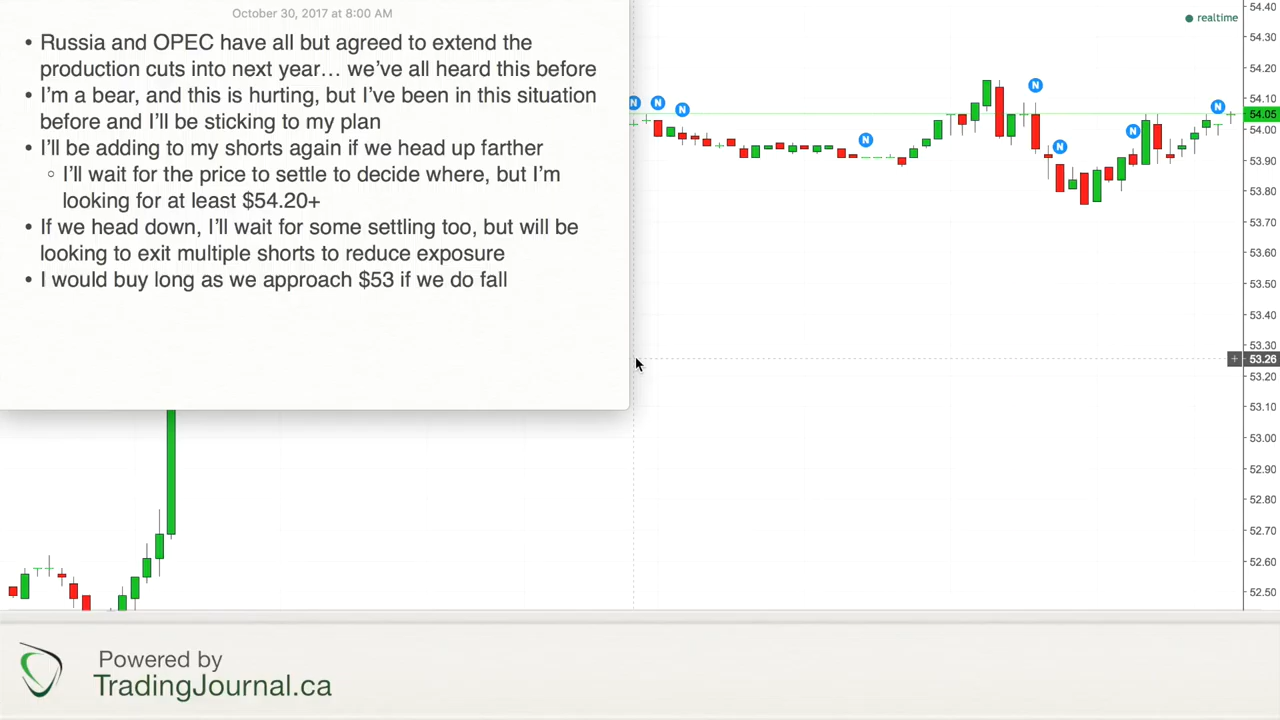 October 30, 2017 at 8:00 AM
• Russia and OPEC have all but agreed to extend the
production cuts into next year… we've all heard this before
• I'm a bear, and this is hurting, but I've been in this situation
before and I'll be sticking to my plan
• I'll be adding to my shorts again if we head up farther
◦ I'll wait for the price to settle to decide where, but I'm
looking for at least $54.20+
• If we head down, I'll wait for some settling too, but will be
looking to exit multiple shorts to reduce exposure
• I would buy long as we approach $53 if we do fall
realtime
N N N N N N N N
54.40
54.30
54.20
54.10
54.05
54.00
53.90
53.80
53.70
53.60
53.50
53.40
53.30
53.26
53.20
53.10
53.00
52.90
52.80
52.70
52.60
52.50
Powered by
TradingJournal.ca